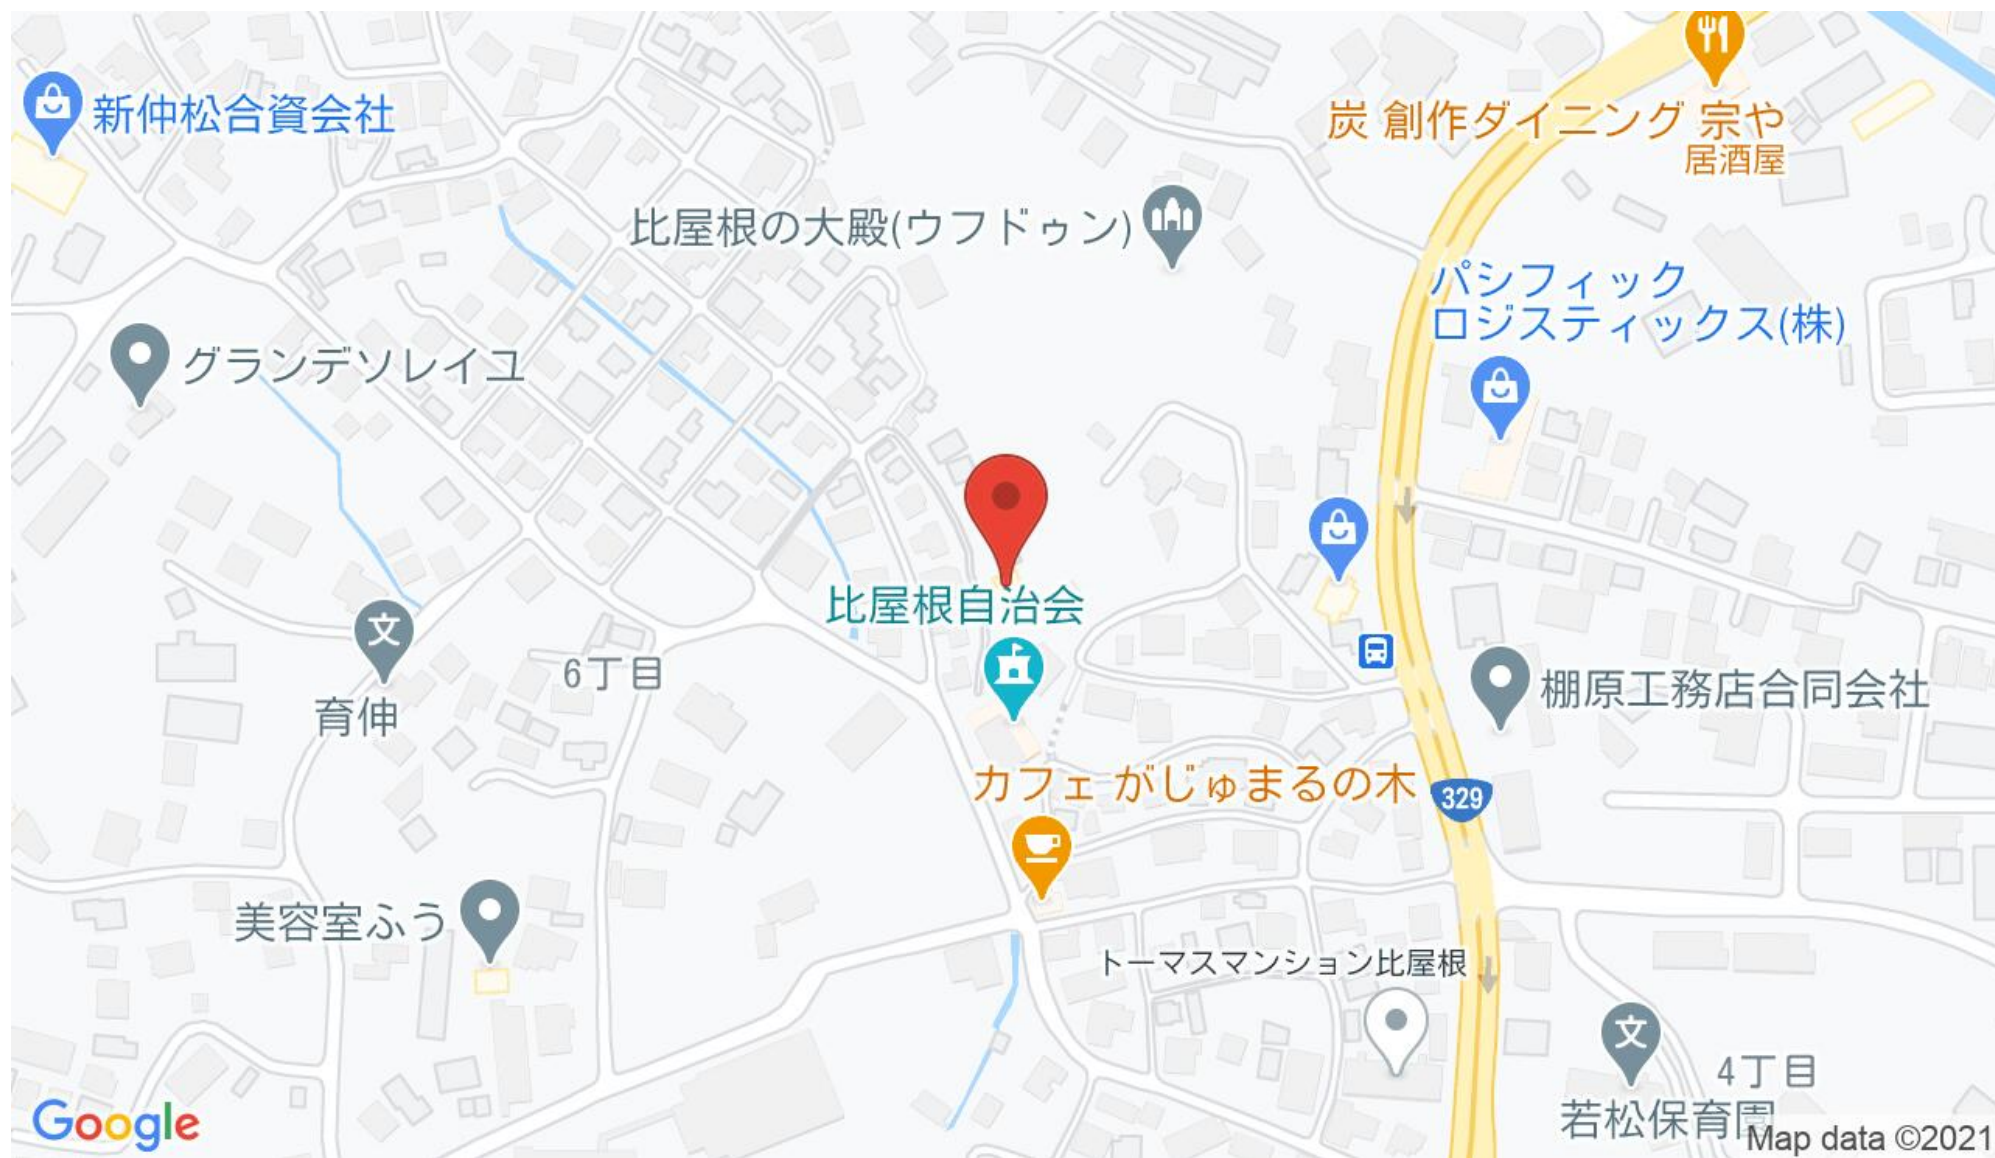 新仲松合資会社
炭 創作ダイニング 宗や
居酒屋
比屋根の大殿(ウフドゥン)
パシフィック
ロジスティックス(株)
グランデソレイユ
比屋根自治会
文
育伸
6丁目
棚原工務店合同会社
カフェ がじゅまるの木
329
美容室ふう
トーマスマンション比屋根
文
4丁目
若松保育園
Google
Map data ©2021